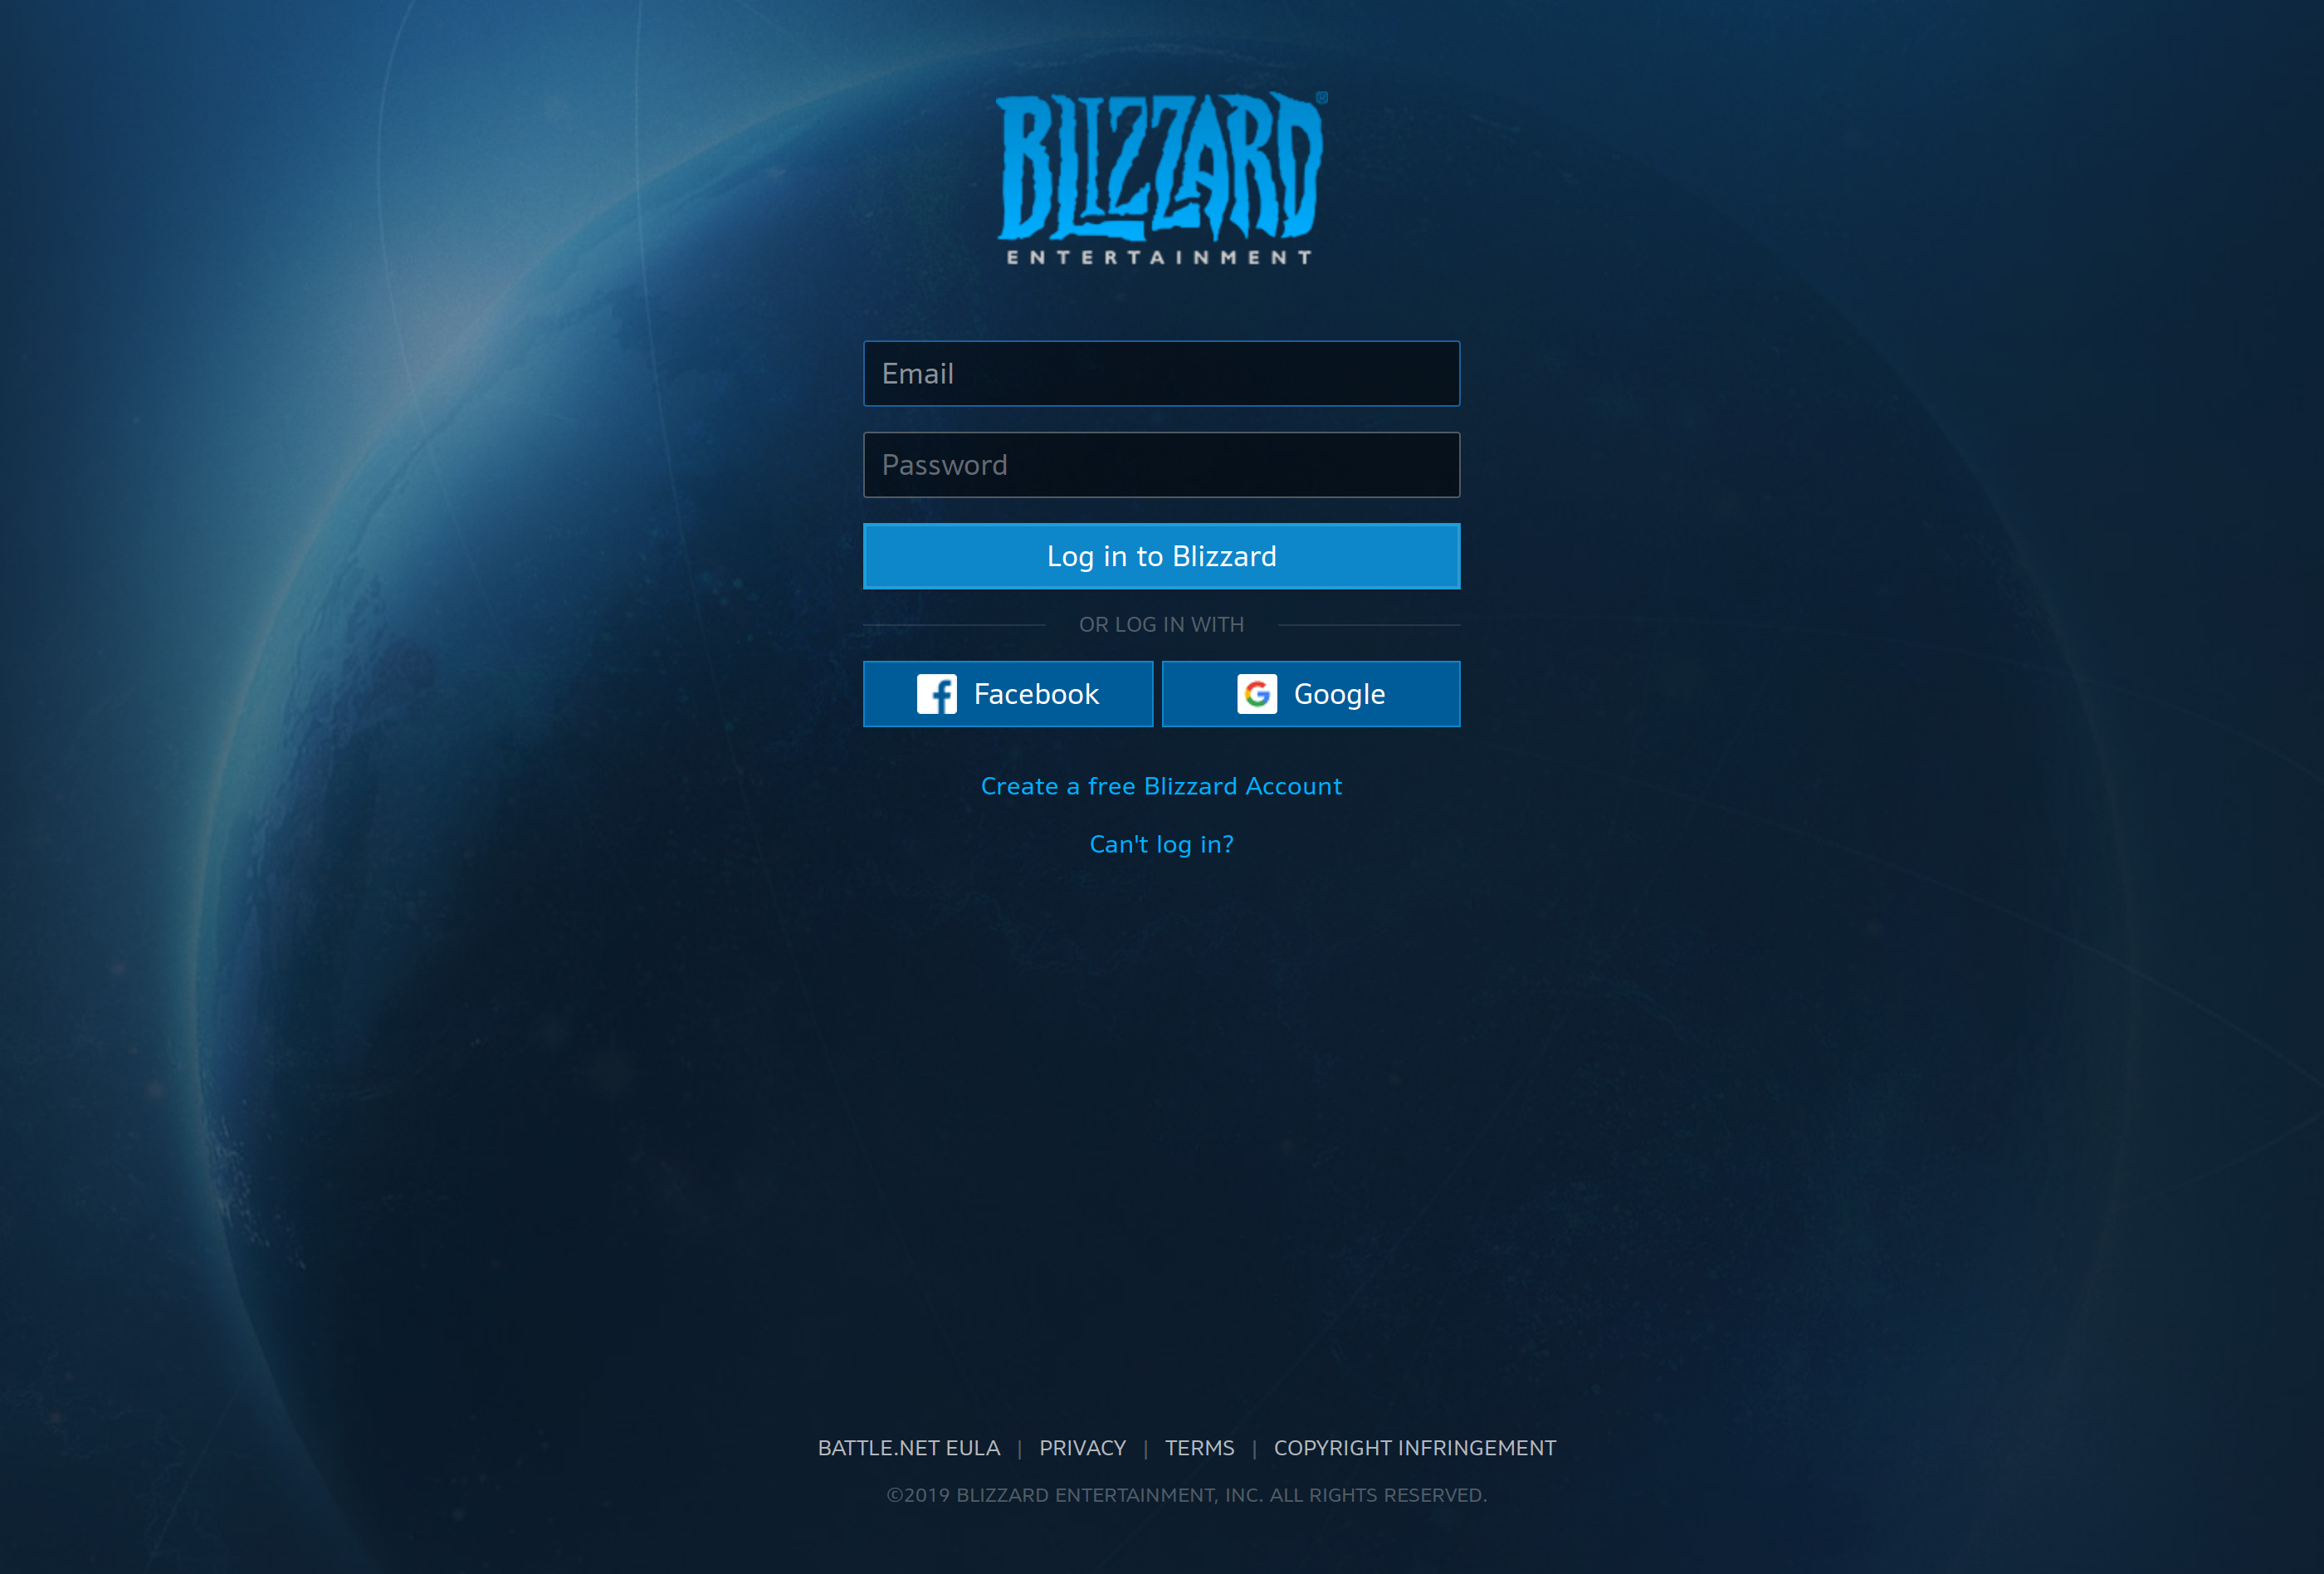 BLIZZARD®
ENTERTAINMENT
Email
Password
Log in to Blizzard
OR LOG IN WITH
Facebook
Google
Create a free Blizzard Account
Can't log in?
BATTLE.NET EULA | PRIVACY | TERMS | COPYRIGHT INFRINGEMENT
©2019 BLIZZARD ENTERTAINMENT, INC. ALL RIGHTS RESERVED.